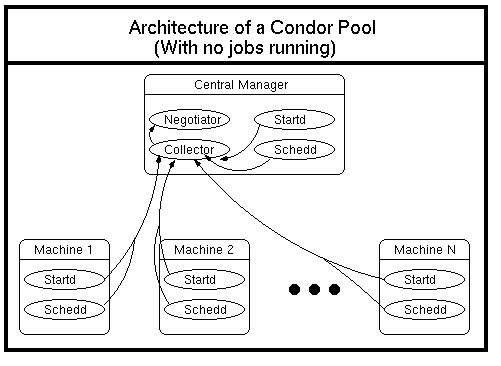 Architecture of a Condor Pool
(With no jobs running)
Central Manager
Negotiator
Startd
Collector
Schedd
Machine 1
Startd
Schedd
Machine 2
Startd
Schedd
Machine N
Startd
Schedd